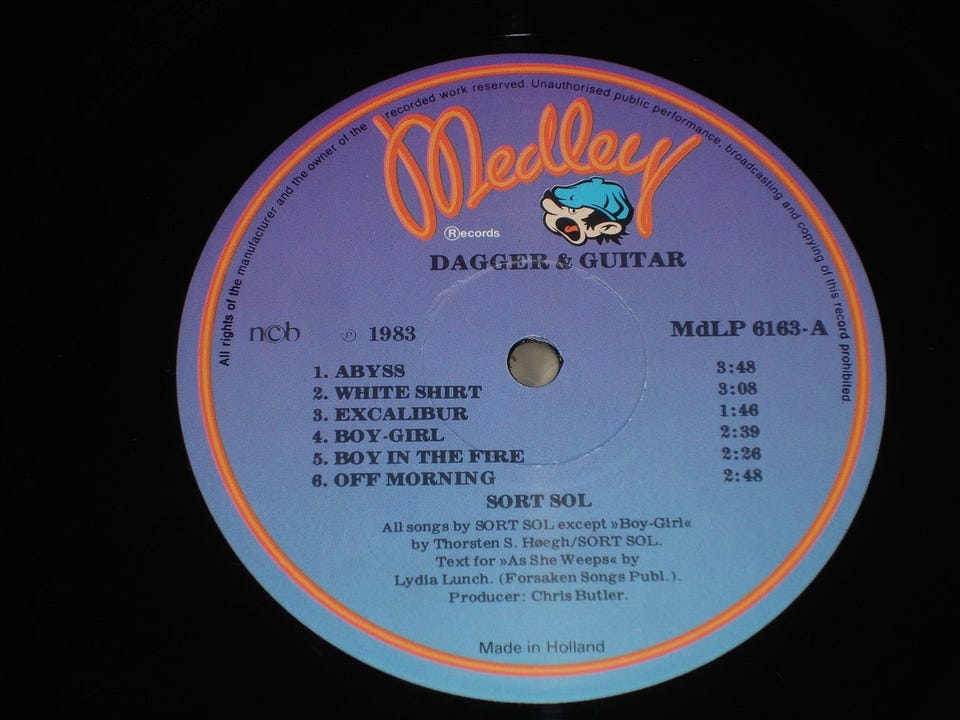 All rights of the manufacturer and the owner of the recorded work reserved. Unauthorised public performance, broadcasting and copying of this record prohibited.
Medley
®ecords
DAGGER & GUITAR
ncb ℗ 1983 MdLP 6163-A
1. ABYSS 3:48
2. WHITE SHIRT 3:08
3. EXCALIBUR 1:46
4. BOY-GIRL 2:39
5. BOY IN THE FIRE 2:26
6. OFF MORNING 2:48
SORT SOL
All songs by SORT SOL except »Boy-Girl«
by Thorsten S. Høegh/SORT SOL.
Text for »As She Weeps« by
Lydia Lunch. (Forsaken Songs Publ.).
Producer: Chris Butler.
Made in Holland